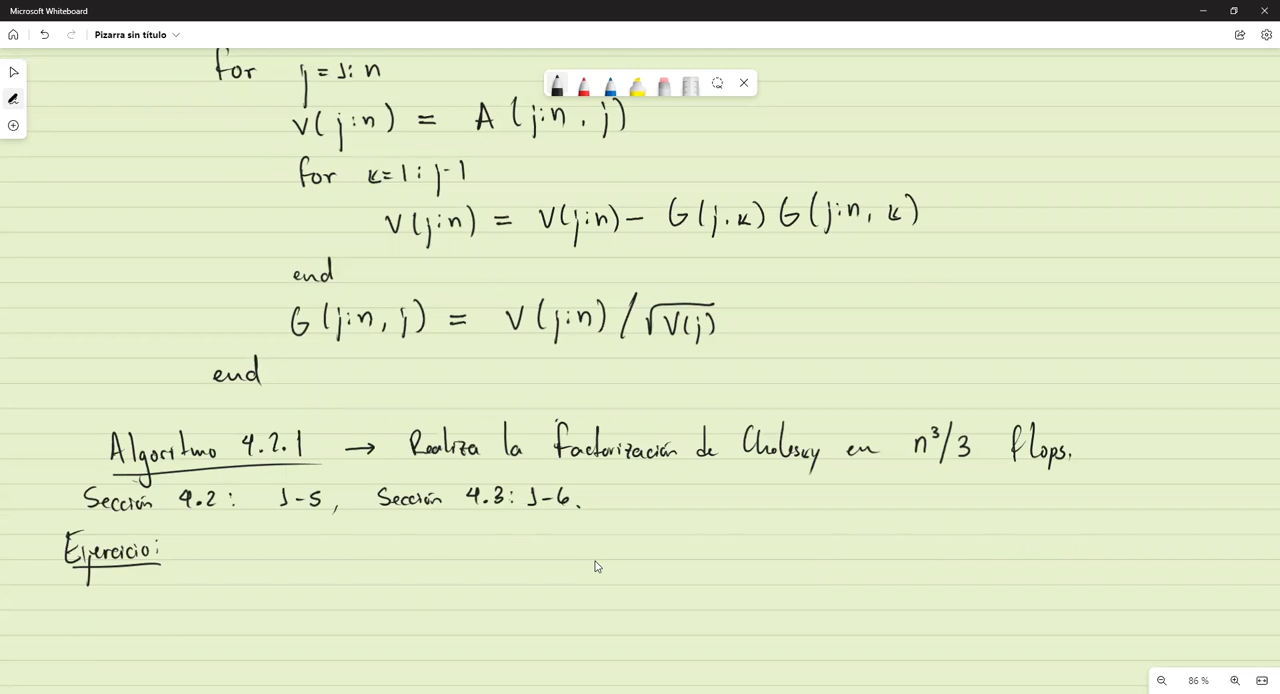 Microsoft Whiteboard
Pizarra sin título
for j=1:n
V(j:n) = A(j:n, j)
for k=1:j-1
V(j:n) = V(j:n) - G(j,k) G(j:n, k)
end
G(j:n, j) = V(j:n) / √V(j)
end
Algoritmo 4.2.1 → Realiza la factorización de Cholesky en n³/3 flops.
Sección 4.2: 1-5, Sección 4.3: 1-6.
Ejercicio:
86 %